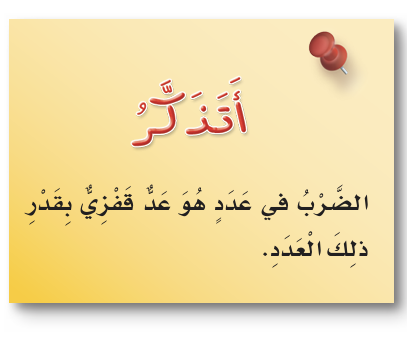 أَتَذَكَّرُ
الضَّرْبُ في عَدَدٍ هُوَ عَدٌّ قَفْزِيٌّ بِقَدْرِ
ذلِكَ الْعَدَدِ.